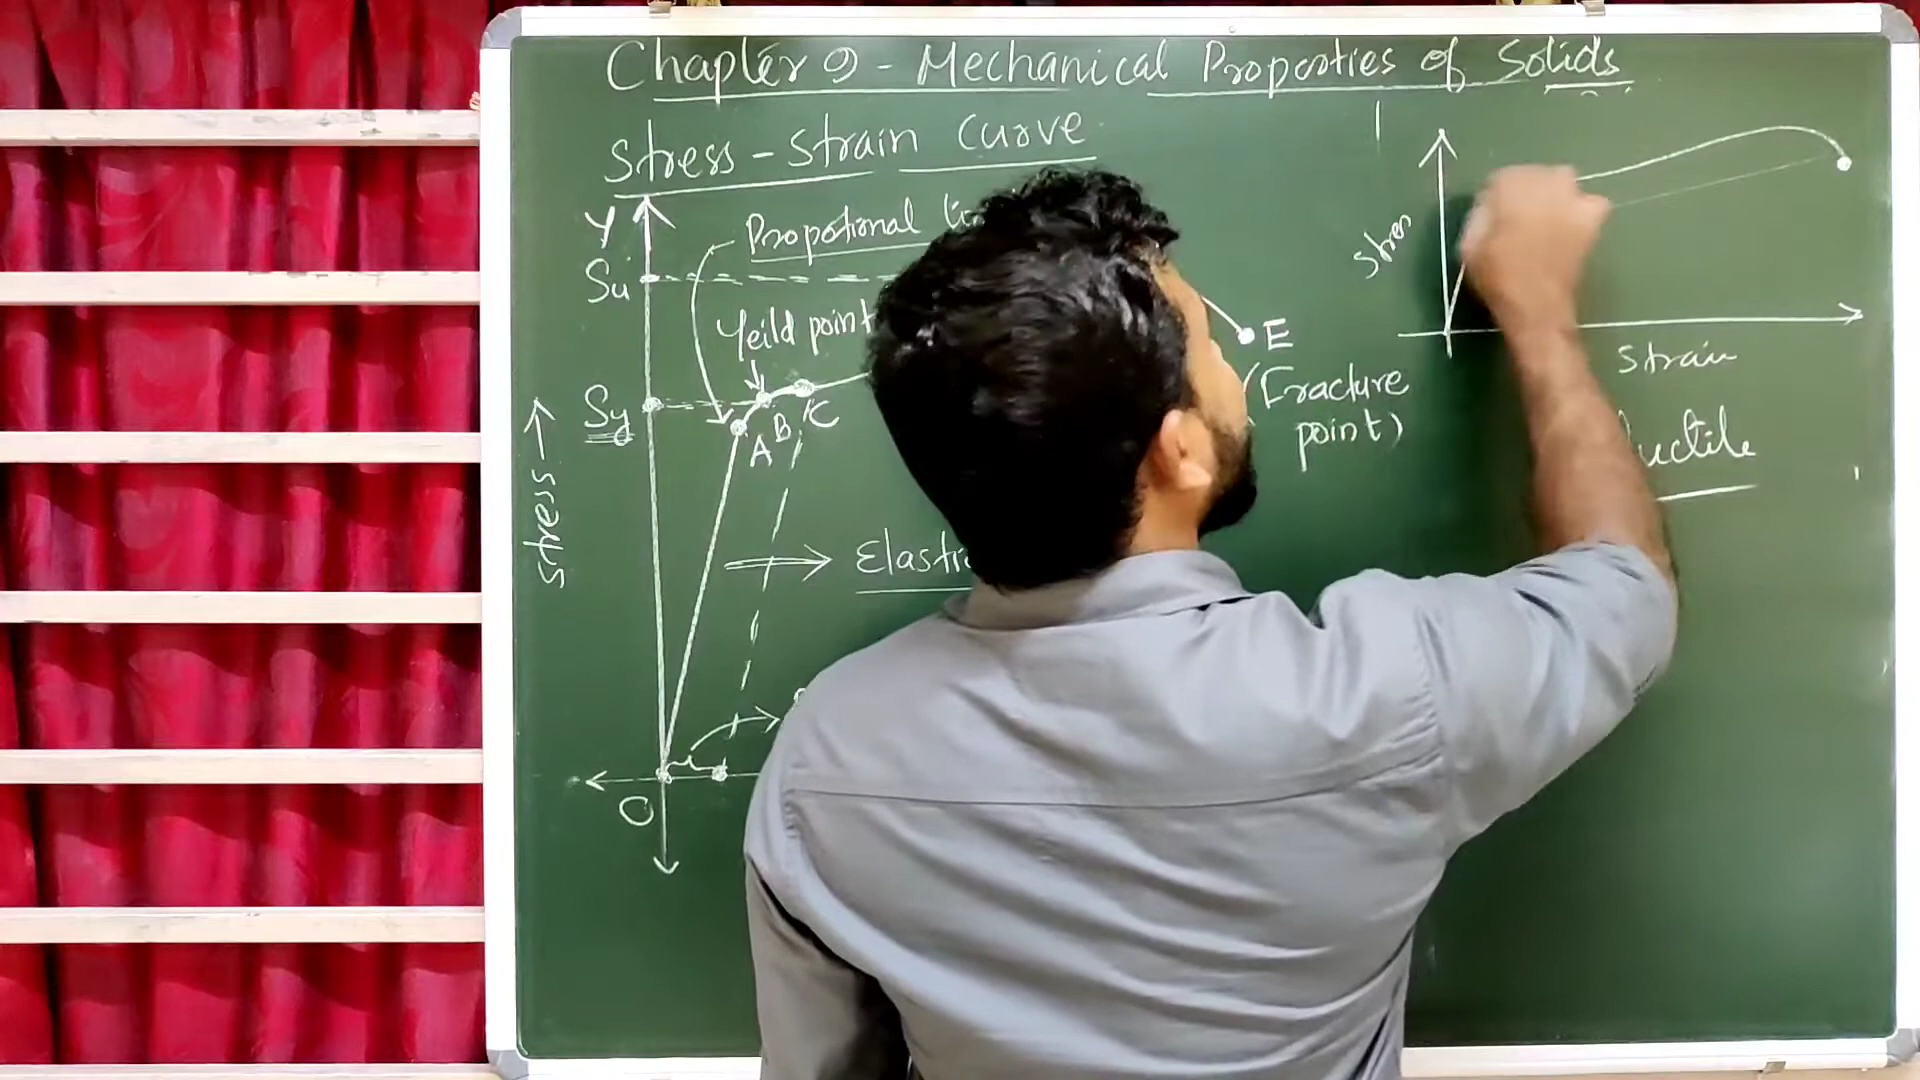 Chapter 9 - Mechanical Properties of Solids
Stress - Strain Curve
Y
Propotional
Su
Yeild point
Sy
A
B
C
E
(Fracture
point)
Stress
Elastic
O
Stress
Strain